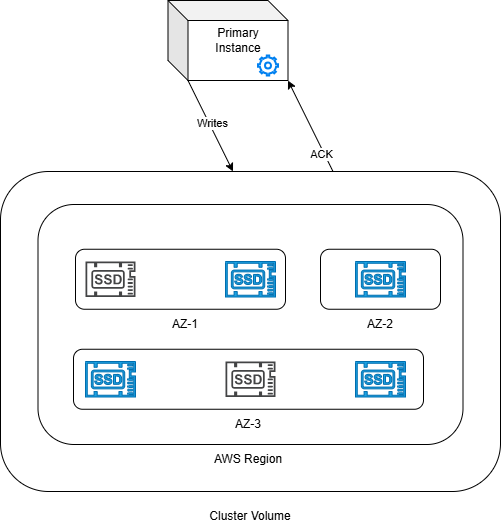 Primary
Instance
Writes
ACK
SSD
SSD
SSD
AZ-1
AZ-2
SSD
SSD
SSD
AZ-3
AWS Region
Cluster Volume